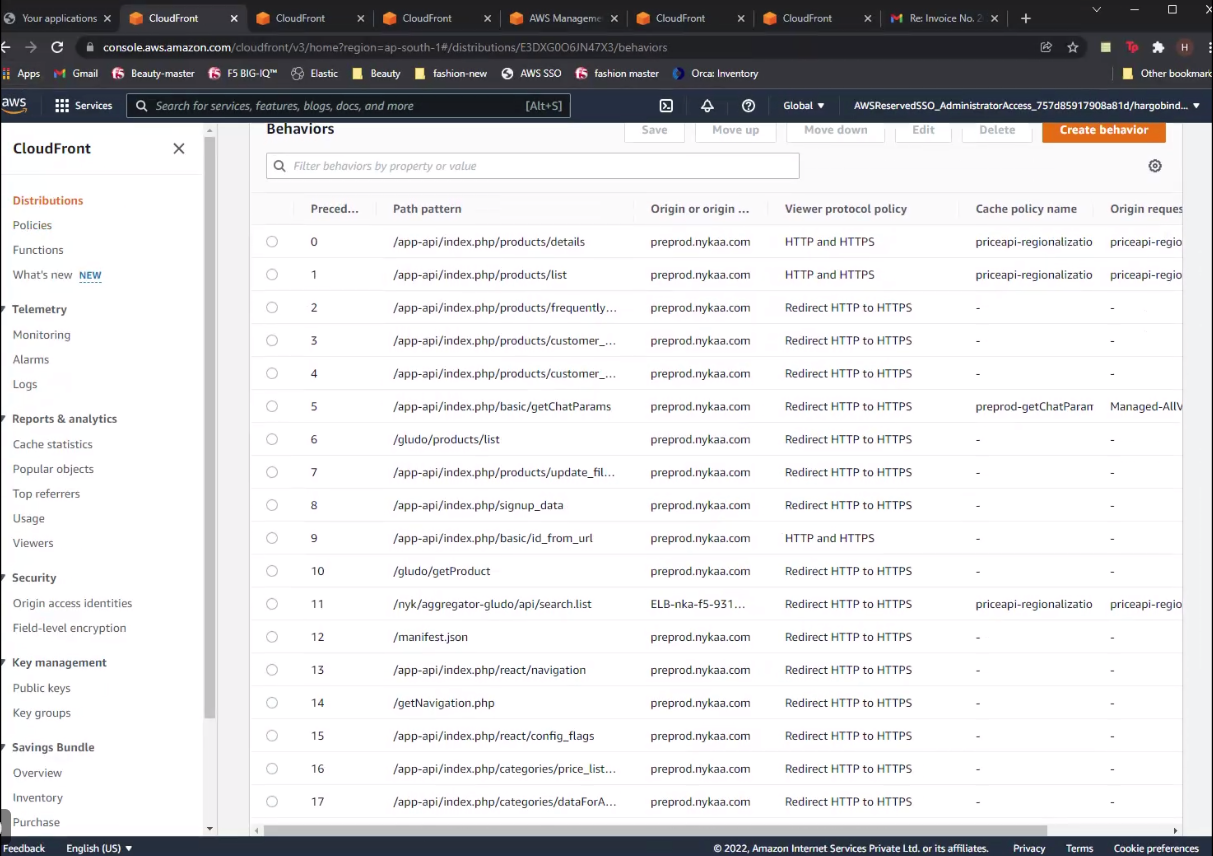 Your applications
CloudFront
CloudFront
CloudFront
AWS Manageme
CloudFront
CloudFront
Re: Invoice No. 2
console.aws.amazon.com/cloudfront/v3/home?region=ap-south-1#/distributions/E3DXG0O6JN47X3/behaviors
H
Apps Gmail Beauty-master F5 BIG-IQ™ Elastic Beauty fashion-new AWS SSO fashion master Orca: Inventory Other bookmark
aws Services Search for services, features, blogs, docs, and more [Alt+S] Global AWSReservedSSO_AdministratorAccess_757d85917908a81d/hargobind...
CloudFront
Distributions
Policies
Functions
What's new NEW
Telemetry
Monitoring
Alarms
Logs
Reports & analytics
Cache statistics
Popular objects
Top referrers
Usage
Viewers
Security
Origin access identities
Field-level encryption
Key management
Public keys
Key groups
Savings Bundle
Overview
Inventory
Purchase
Behaviors Save Move up Move down Edit Delete Create behavior
Filter behaviors by property or value
Preced... Path pattern Origin or origin ... Viewer protocol policy Cache policy name Origin reques
0 /app-api/index.php/products/details preprod.nykaa.com HTTP and HTTPS priceapi-regionalizatio priceapi-regio
1 /app-api/index.php/products/list preprod.nykaa.com HTTP and HTTPS priceapi-regionalizatio priceapi-regio
2 /app-api/index.php/products/frequently... preprod.nykaa.com Redirect HTTP to HTTPS - -
3 /app-api/index.php/products/customer_... preprod.nykaa.com Redirect HTTP to HTTPS - -
4 /app-api/index.php/products/customer_... preprod.nykaa.com Redirect HTTP to HTTPS - -
5 /app-api/index.php/basic/getChatParams preprod.nykaa.com Redirect HTTP to HTTPS preprod-getChatParam Managed-AllV
6 /gludo/products/list preprod.nykaa.com Redirect HTTP to HTTPS - -
7 /app-api/index.php/products/update_fil... preprod.nykaa.com Redirect HTTP to HTTPS - -
8 /app-api/index.php/signup_data preprod.nykaa.com Redirect HTTP to HTTPS - -
9 /app-api/index.php/basic/id_from_url preprod.nykaa.com HTTP and HTTPS - -
10 /gludo/getProduct preprod.nykaa.com Redirect HTTP to HTTPS - -
11 /nyk/aggregator-gludo/api/search.list ELB-nka-f5-931... Redirect HTTP to HTTPS priceapi-regionalizatio priceapi-regio
12 /manifest.json preprod.nykaa.com Redirect HTTP to HTTPS - -
13 /app-api/index.php/react/navigation preprod.nykaa.com Redirect HTTP to HTTPS - -
14 /getNavigation.php preprod.nykaa.com Redirect HTTP to HTTPS - -
15 /app-api/index.php/react/config_flags preprod.nykaa.com Redirect HTTP to HTTPS - -
16 /app-api/index.php/categories/price_list... preprod.nykaa.com Redirect HTTP to HTTPS - -
17 /app-api/index.php/categories/dataForA... preprod.nykaa.com Redirect HTTP to HTTPS - -
Feedback English (US) © 2022, Amazon Internet Services Private Ltd. or its affiliates. Privacy Terms Cookie preferences